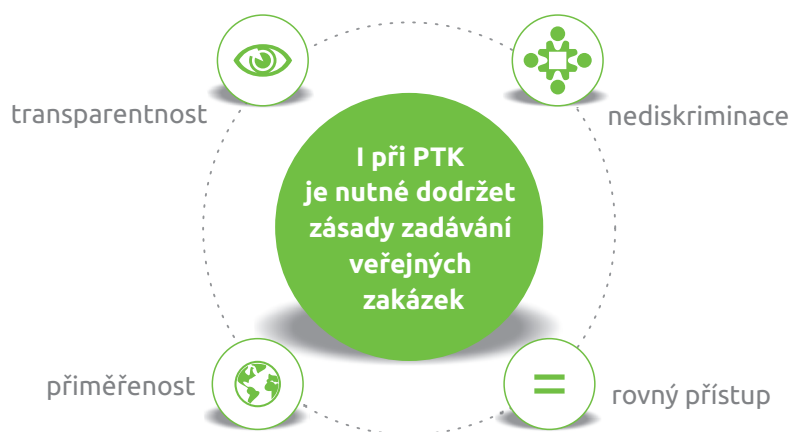 transparentnost
nediskriminace
I při PTK
je nutné dodržet
zásady zadávání
veřejných
zakázek
přiměřenost
rovný přístup